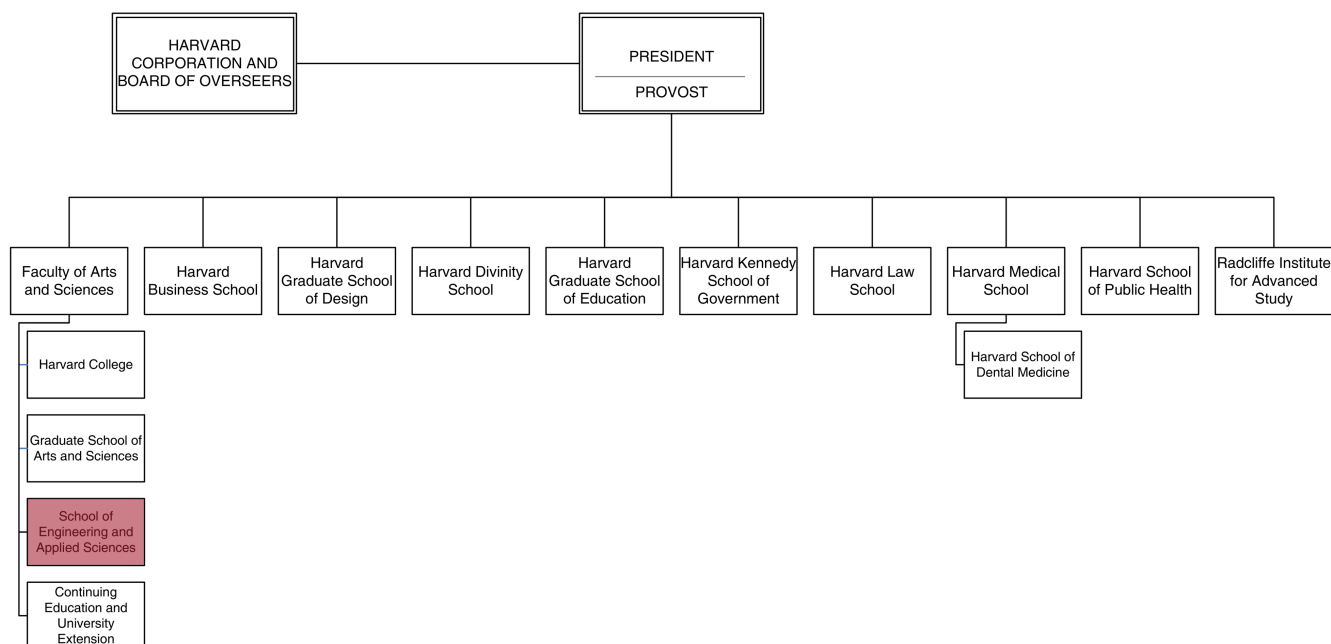 HARVARD
CORPORATION AND
BOARD OF OVERSEERS
PRESIDENT
PROVOST
Faculty of Arts
and Sciences
Harvard
Business School
Harvard
Graduate School
of Design
Harvard Divinity
School
Harvard
Graduate School
of Education
Harvard Kennedy
School of
Government
Harvard Law
School
Harvard Medical
School
Harvard School
of Public Health
Radcliffe Institute
for Advanced
Study
Harvard College
Harvard School of
Dental Medicine
Graduate School of
Arts and Sciences
School of
Engineering and
Applied Sciences
Continuing
Education and
University
Extension